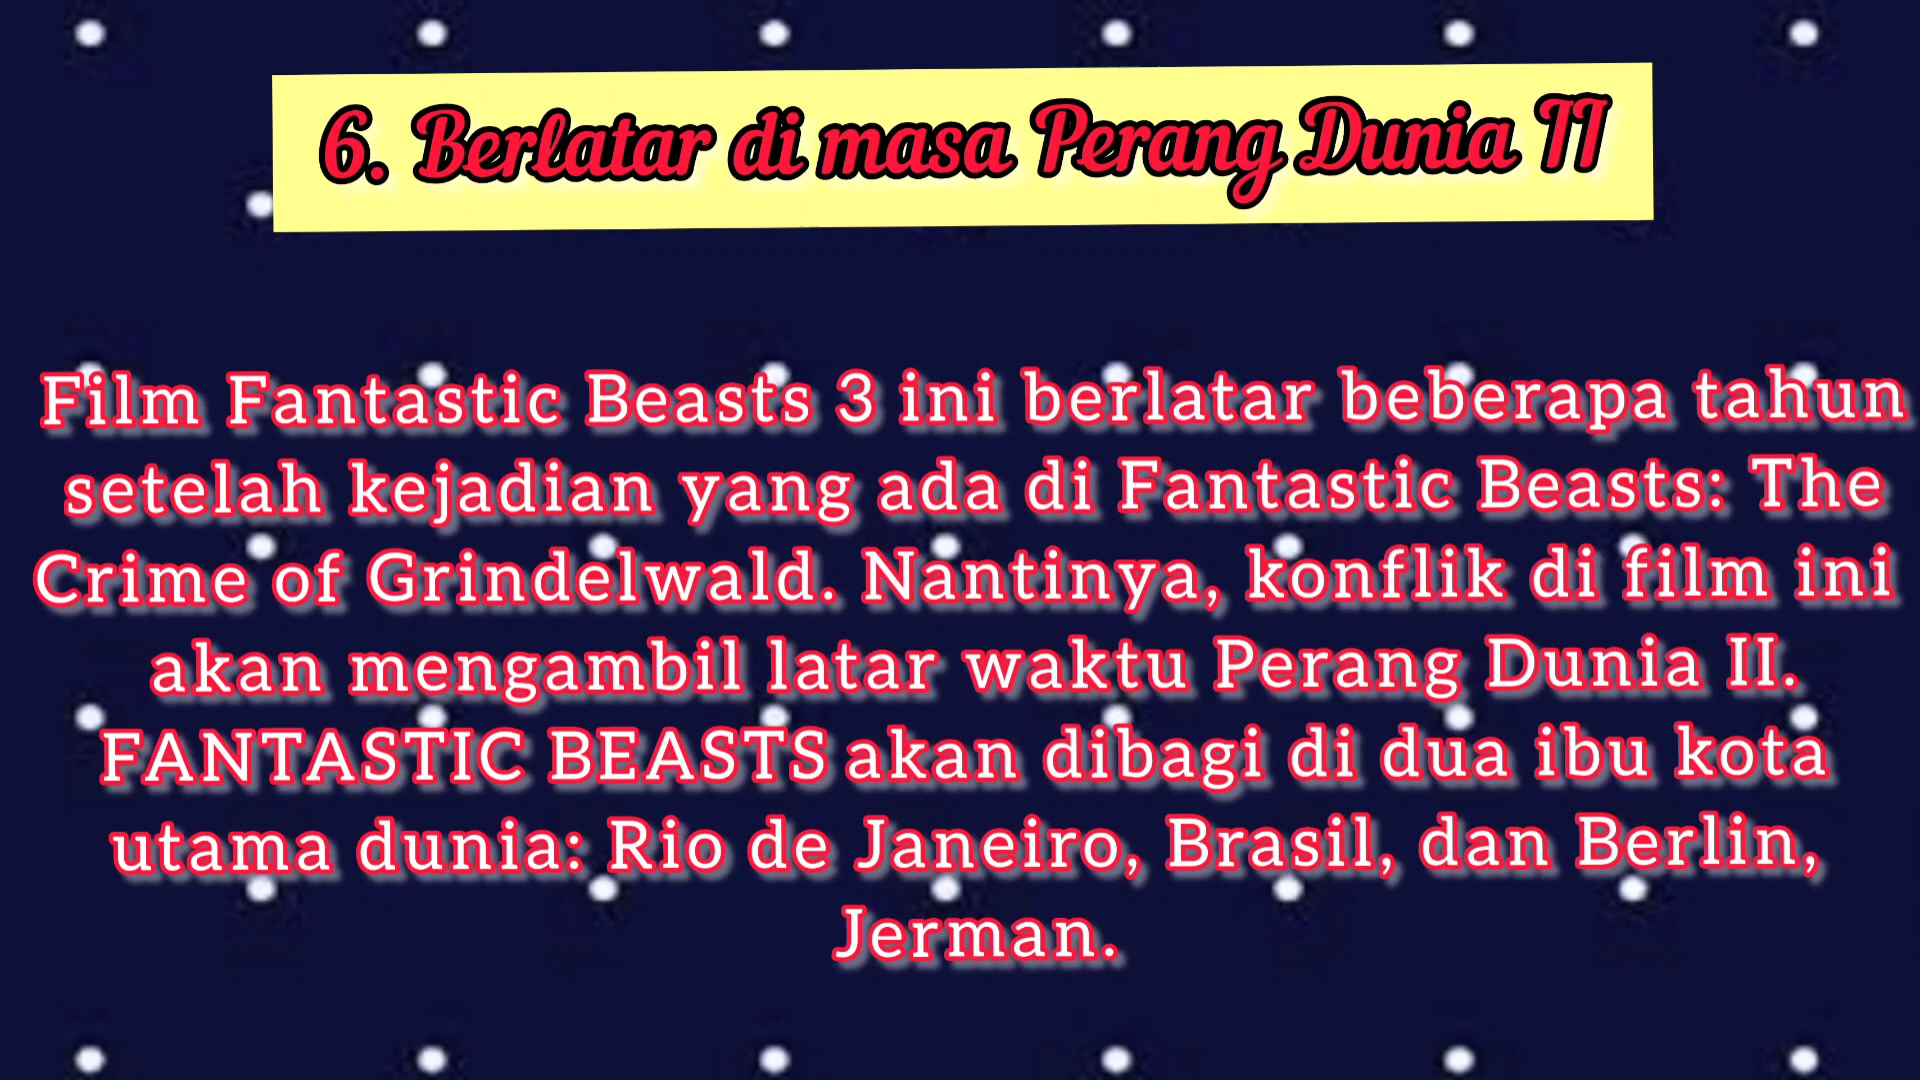 6. Berlatar di masa Perang Dunia II
Film Fantastic Beasts 3 ini berlatar beberapa tahun
setelah kejadian yang ada di Fantastic Beasts: The
Crime of Grindelwald. Nantinya, konflik di film ini
akan mengambil latar waktu Perang Dunia II.
FANTASTIC BEASTS akan dibagi di dua ibu kota
utama dunia: Rio de Janeiro, Brasil, dan Berlin,
Jerman.